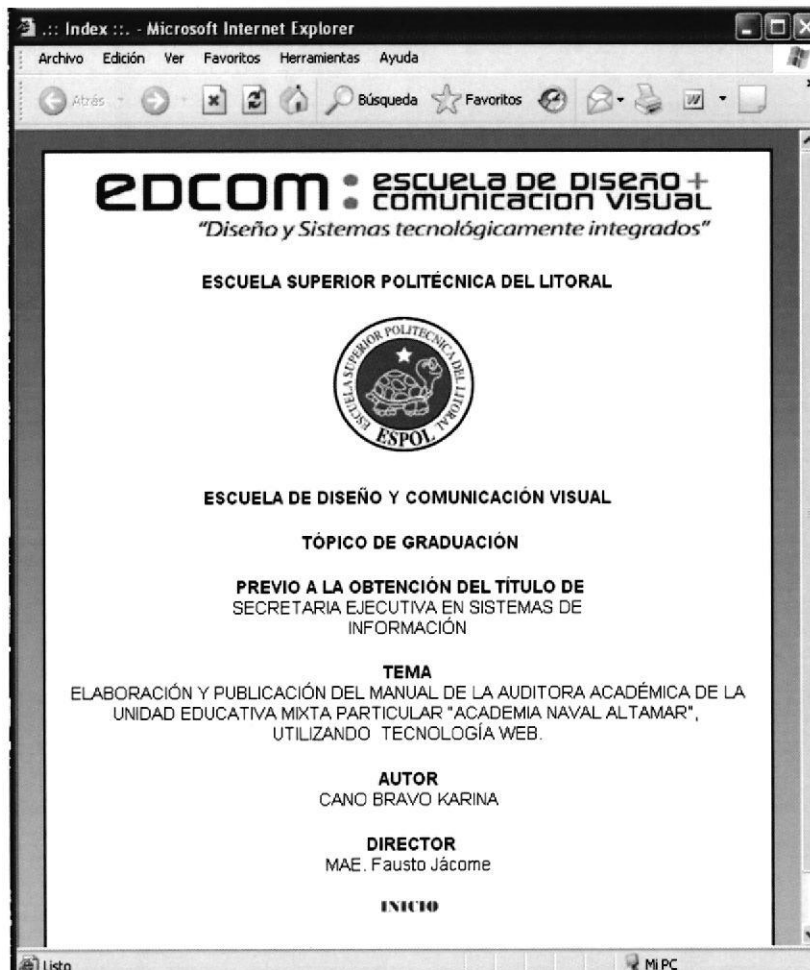 .:: Index ::. - Microsoft Internet Explorer
Archivo Edición Ver Favoritos Herramientas Ayuda
Atrás Búsqueda Favoritos
edcom: escuela de diseño +
comunicacion visual
"Diseño y Sistemas tecnológicamente integrados"
ESCUELA SUPERIOR POLITÉCNICA DEL LITORAL
ESCUELA SUPERIOR POLITECNICA DEL LITORAL
ESPOL
ESCUELA DE DISEÑO Y COMUNICACIÓN VISUAL
TÓPICO DE GRADUACIÓN
PREVIO A LA OBTENCIÓN DEL TÍTULO DE
SECRETARIA EJECUTIVA EN SISTEMAS DE
INFORMACIÓN
TEMA
ELABORACIÓN Y PUBLICACIÓN DEL MANUAL DE LA AUDITORA ACADÉMICA DE LA
UNIDAD EDUCATIVA MIXTA PARTICULAR "ACADEMIA NAVAL ALTAMAR",
UTILIZANDO TECNOLOGÍA WEB.
AUTOR
CANO BRAVO KARINA
DIRECTOR
MAE. Fausto Jácome
INICIO
Listo Mi PC